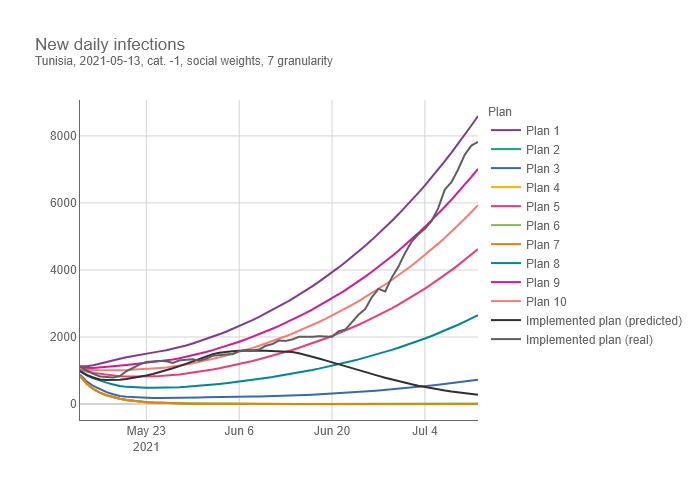 New daily infections
Tunisia, 2021-05-13, cat. -1, social weights, 7 granularity
Plan
Plan 1
Plan 2
Plan 3
Plan 4
Plan 5
Plan 6
Plan 7
Plan 8
Plan 9
Plan 10
Implemented plan (predicted)
Implemented plan (real)
8000
6000
4000
2000
0
May 23
2021
Jun 6
Jun 20
Jul 4